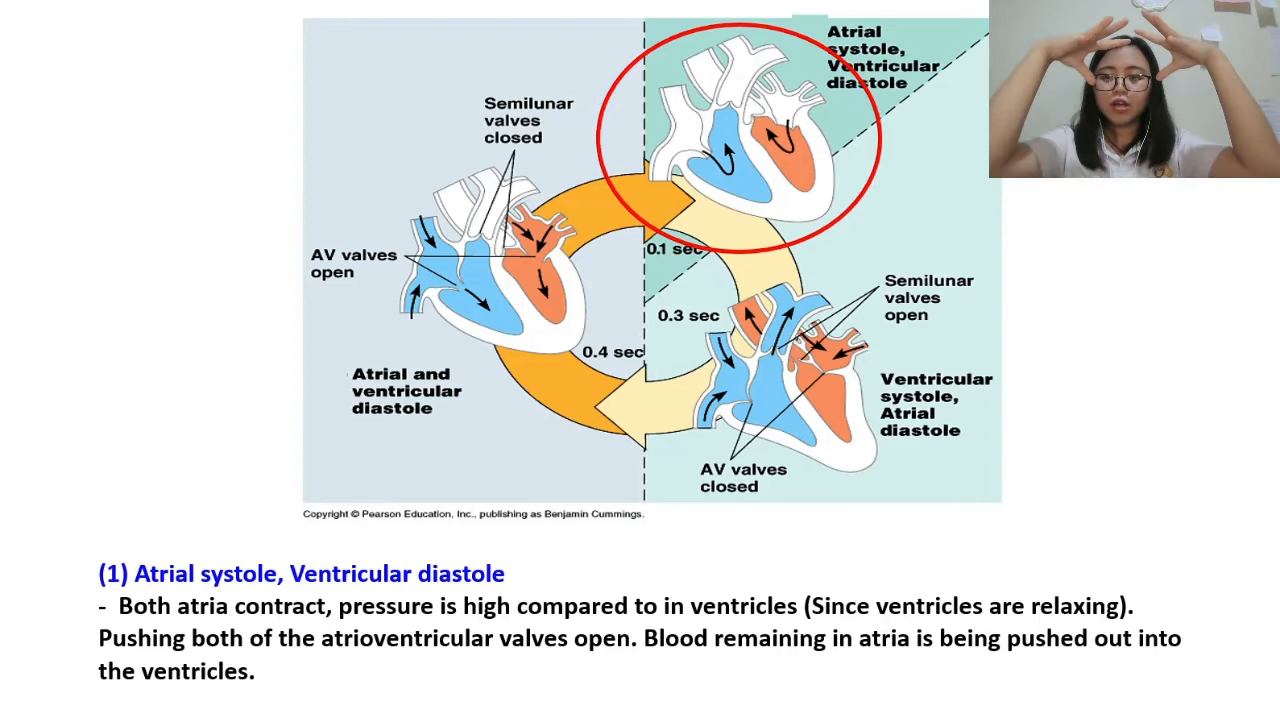 Atrial
systole,
Ventricular
diastole
Semilunar
valves
closed
AV valves
open
0.1 sec
Semilunar
valves
open
0.3 sec
0.4 sec
Atrial and
ventricular
diastole
Ventricular
systole,
Atrial
diastole
AV valves
closed
Copyright © Pearson Education, Inc., publishing as Benjamin Cummings.
(1) Atrial systole, Ventricular diastole
- Both atria contract, pressure is high compared to in ventricles (Since ventricles are relaxing).
Pushing both of the atrioventricular valves open. Blood remaining in atria is being pushed out into
the ventricles.